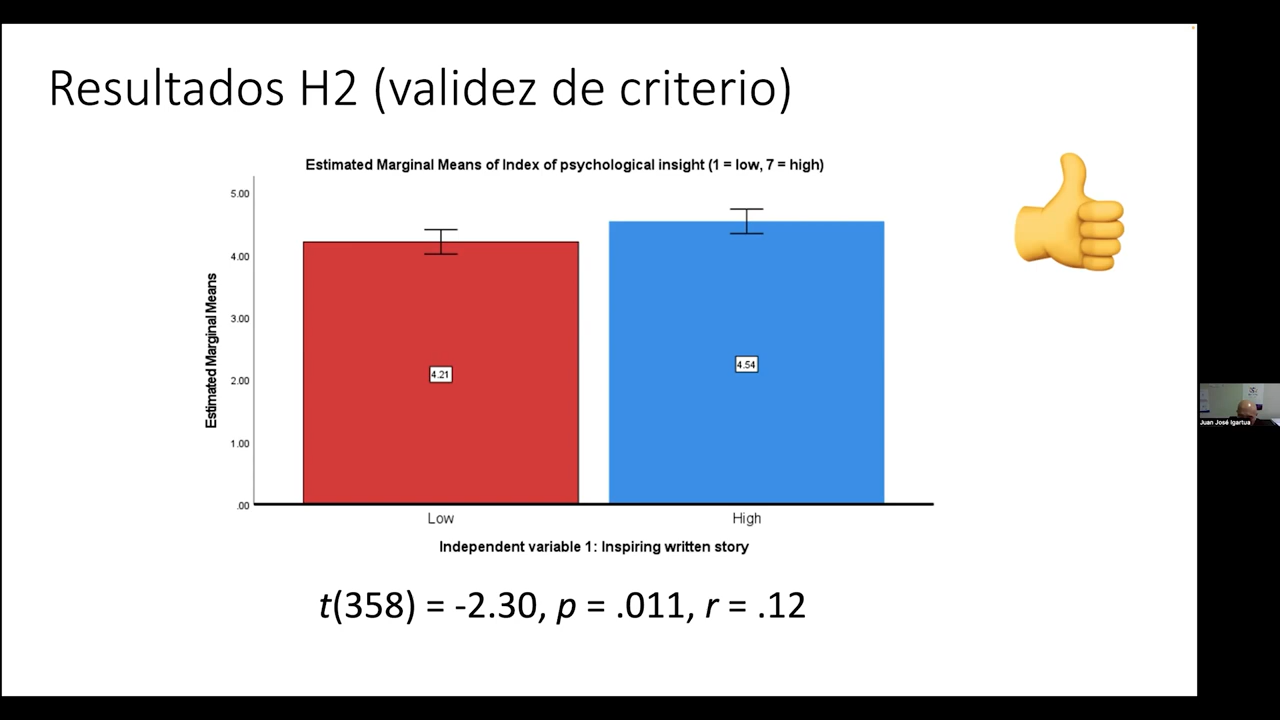 Resultados H2 (validez de criterio)
Estimated Marginal Means of Index of psychological insight (1 = low, 7 = high)
Estimated Marginal Means
5.00
4.00
3.00
2.00
1.00
.00
4.21
4.54
Low
High
Independent variable 1: Inspiring written story
t(358) = -2.30, p = .011, r = .12
Juan José Igartua